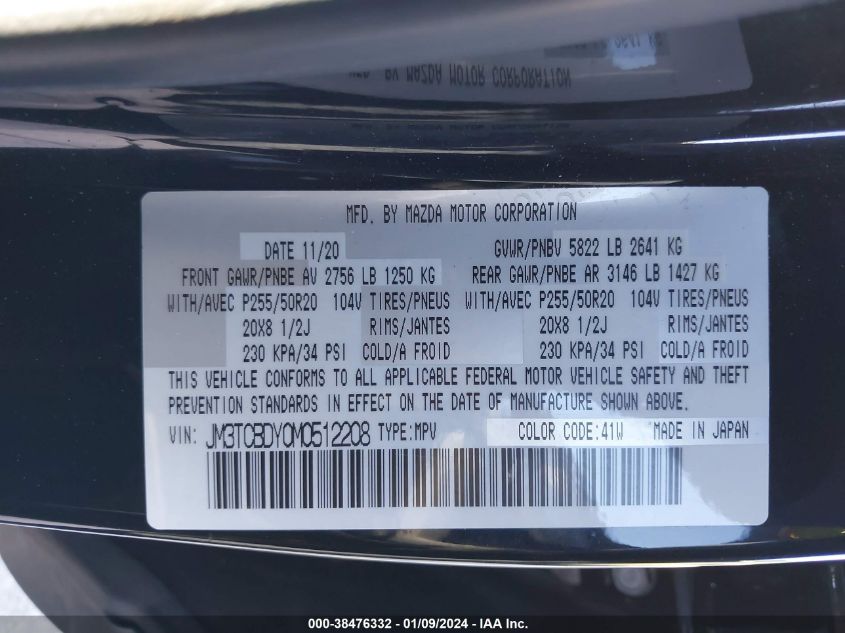 MFD. BY MAZDA MOTOR CORPORATION
MFD. BY MAZDA MOTOR CORPORATION
DATE 11/20 GVWR/PNBV 5822 LB 2641 KG
FRONT GAWR/PNBE AV 2756 LB 1250 KG REAR GAWR/PNBE AR 3146 LB 1427 KG
WITH/AVEC P255/50R20 104V TIRES/PNEUS WITH/AVEC P255/50R20 104V TIRES/PNEUS
20X8 1/2J RIMS/JANTES 20X8 1/2J RIMS/JANTES
230 KPA/34 PSI COLD/A FROID 230 KPA/34 PSI COLD/A FROID
THIS VEHICLE CONFORMS TO ALL APPLICABLE FEDERAL MOTOR VEHICLE SAFETY AND THEFT
PREVENTION STANDARDS IN EFFECT ON THE DATE OF MANUFACTURE SHOWN ABOVE.
VIN: JM3TCBDY0M0512208 TYPE:MPV COLOR CODE:41W MADE IN JAPAN
000-38476332 - 01/09/2024 - IAA Inc.